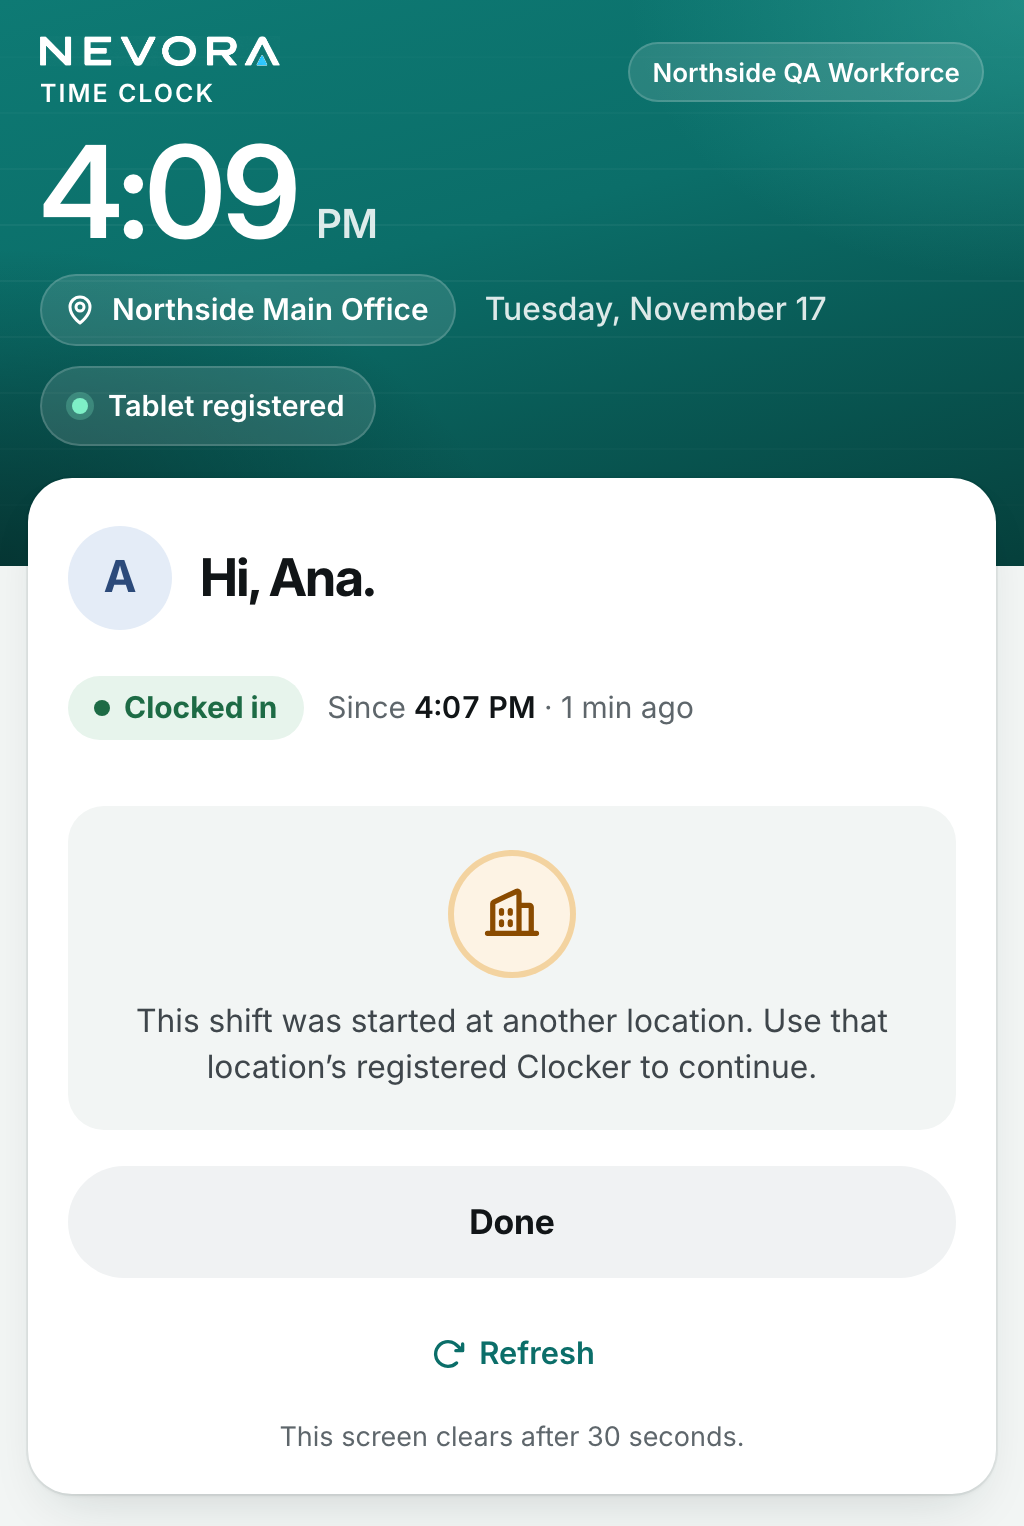 NEVORA
TIME CLOCK
Northside QA Workforce
4:09 PM
Northside Main Office
Tuesday, November 17
Tablet registered
A
Hi, Ana.
Clocked in
Since 4:07 PM · 1 min ago
This shift was started at another location. Use that
location’s registered Clocker to continue.
Done
Refresh
This screen clears after 30 seconds.